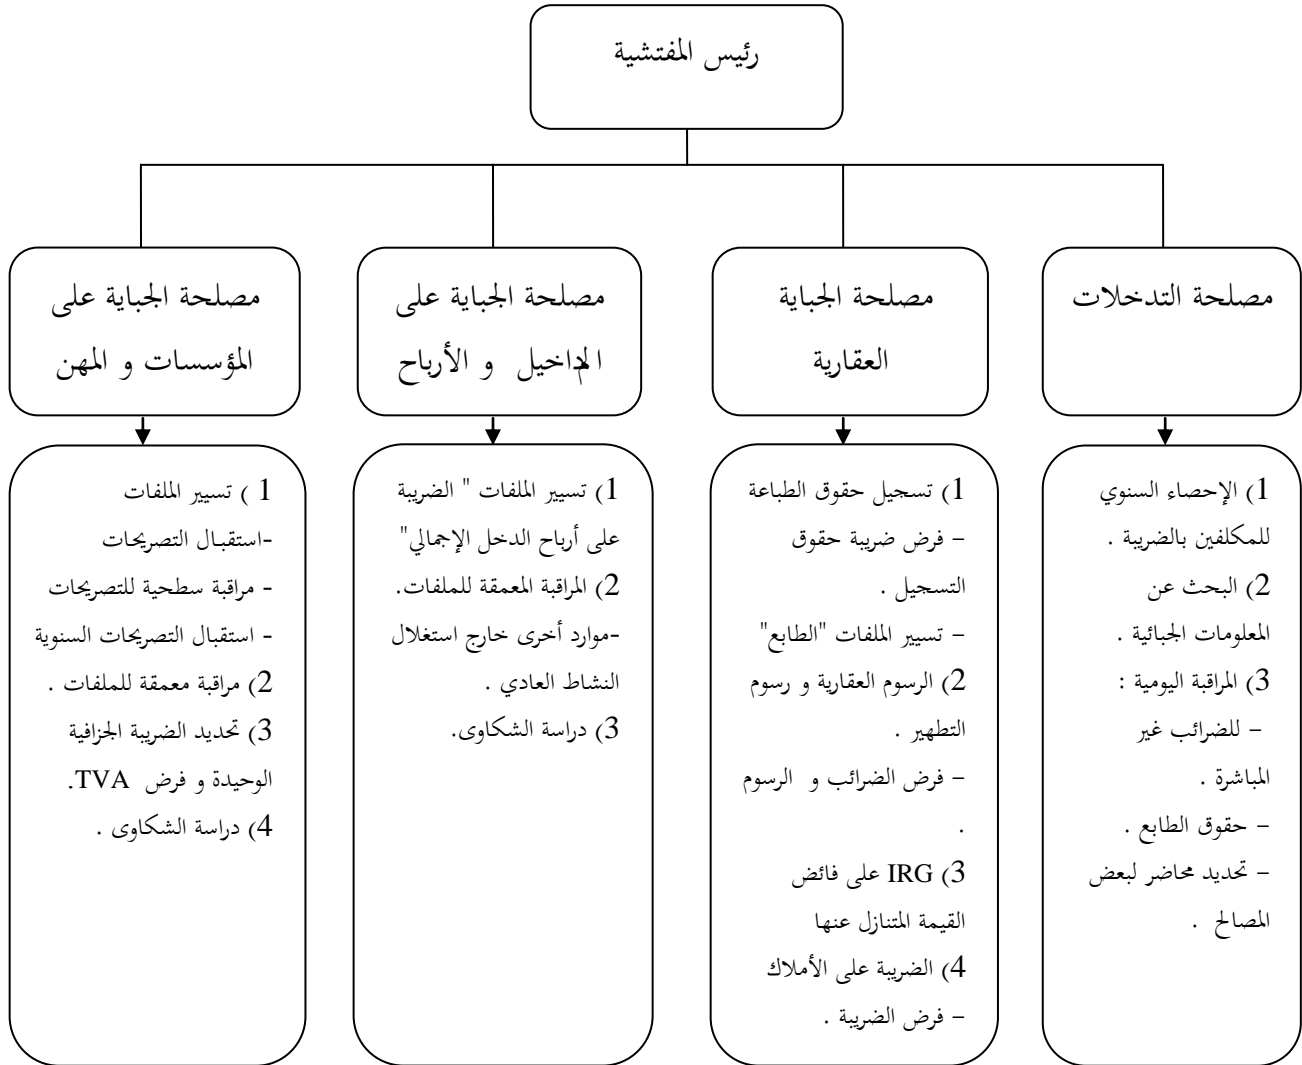 رئيس المفتشية
مصلحة التدخلات
مصلحة الجباية
العقارية
مصلحة الجباية على
المداخيل و الأرباح
مصلحة الجباية على
المؤسسات و المهن
1) الإحصاء السنوي
للمكلفين بالضريبة .
2) البحث عن
المعلومات الجبائية .
3) المراقبة اليومية :
– للضرائب غير
المباشرة .
– حقوق الطابع .
– تحديد محاضر لبعض
المصالح .
1) تسجيل حقوق الطباعة
– فرض ضريبة حقوق
التسجيل .
– تسيير الملفات "الطابع"
2) الرسوم العقارية و رسوم
التطهير .
– فرض الضرائب و الرسوم
.
3) IRG على فائض
القيمة المتنازل عنها
4) الضريبة على الأملاك
– فرض الضريبة .
1) تسيير الملفات " الضريبة
على أرباح الدخل الإجمالي"
2) المراقبة المعمقة للملفات.
-موارد أخرى خارج استغلال
النشاط العادي .
3) دراسة الشكاوى.
1 ) تسيير الملفات
-استقبال التصريحات
- مراقبة سطحية للتصريحات
- استقبال التصريحات السنوية
2) مراقبة معمقة للملفات .
3) تحديد الضريبة الجزافية
الوحيدة و فرض TVA.
4) دراسة الشكاوى .